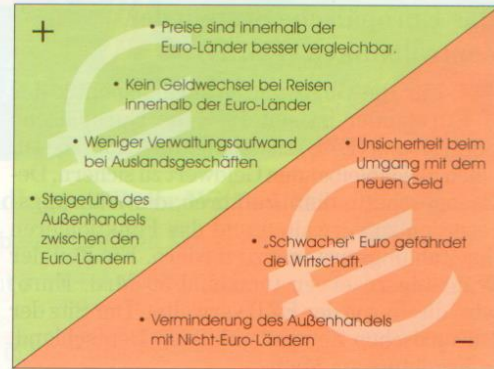 +
• Preise sind innerhalb der
Euro-Länder besser vergleichbar.
• Kein Geldwechsel bei Reisen
innerhalb der Euro-Länder
• Weniger Verwaltungsaufwand
bei Auslandsgeschäften
• Steigerung des
Außenhandels
zwischen den
Euro-Ländern
€
• Unsicherheit beim
Umgang mit dem
neuen Geld
• „Schwacher“ Euro gefährdet
die Wirtschaft.
• Verminderung des Außenhandels
mit Nicht-Euro-Ländern
€
–